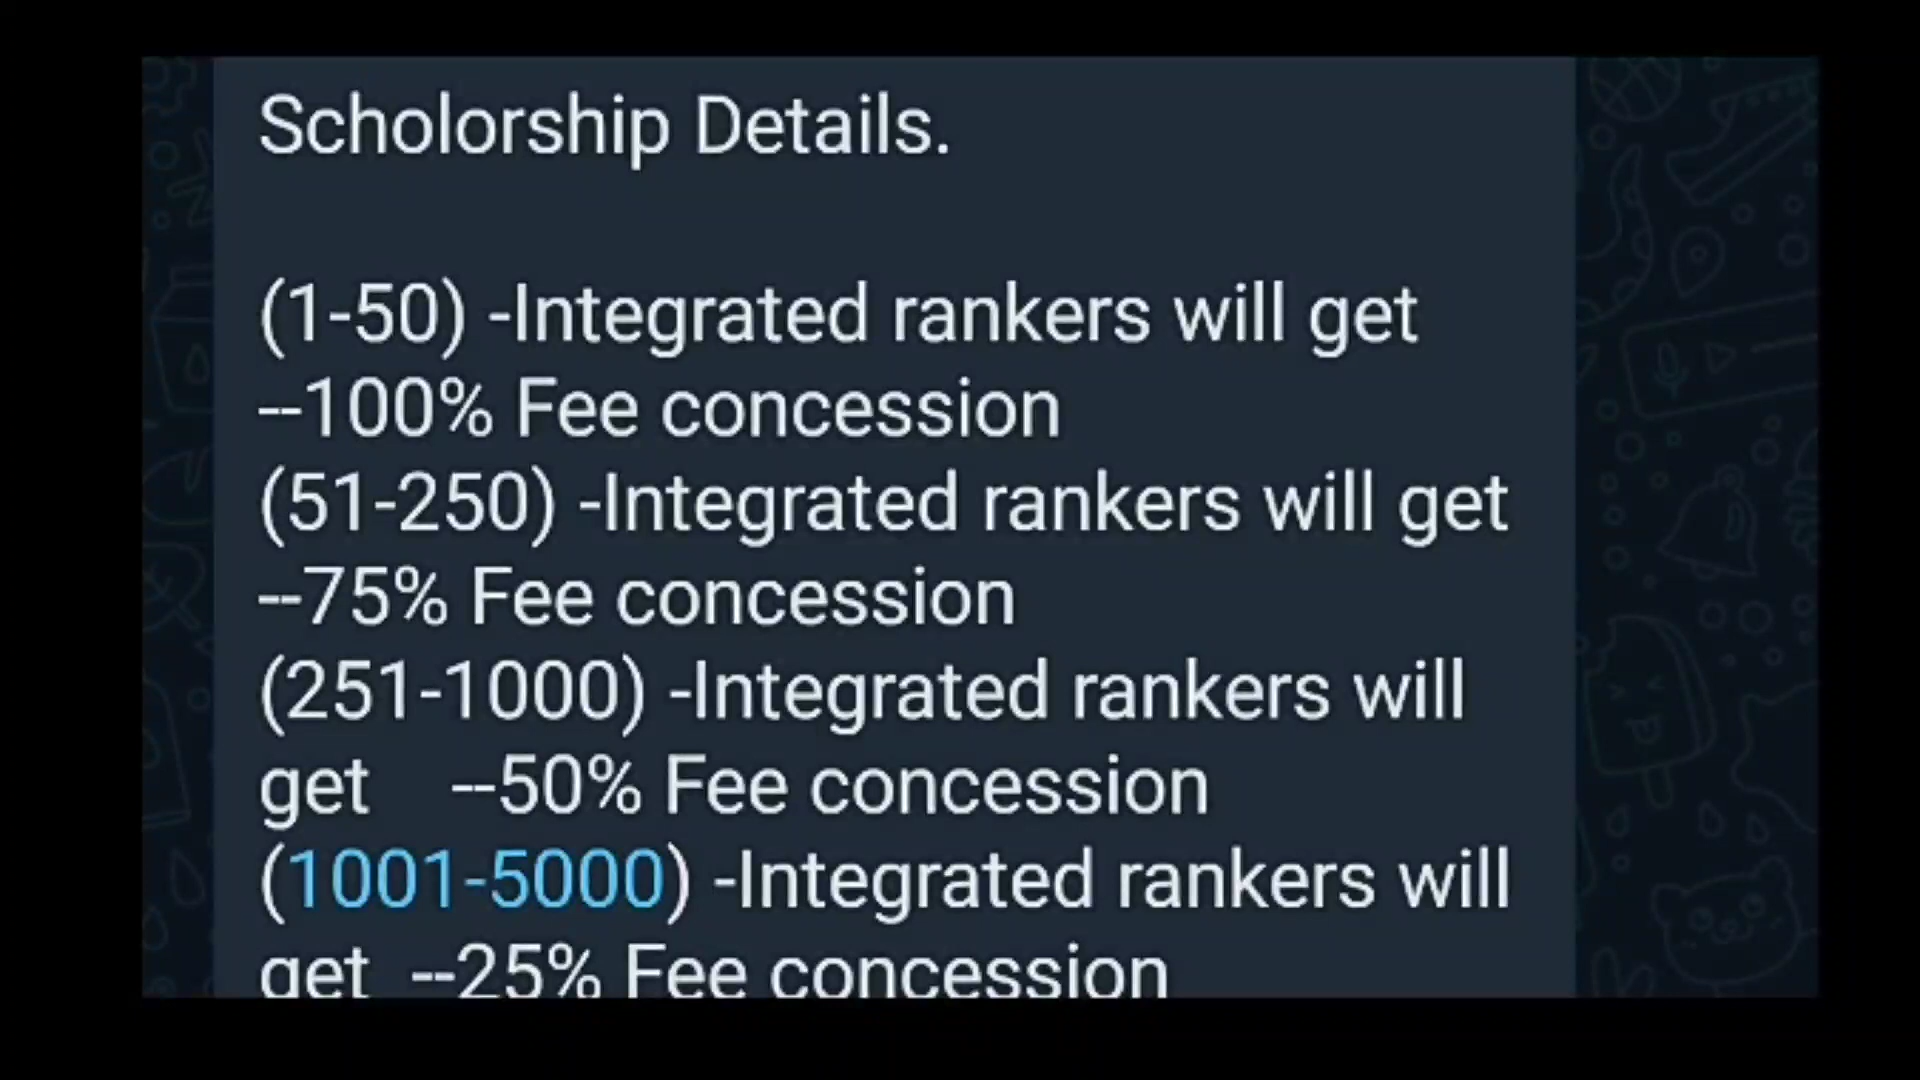 Scholorship Details.
(1-50) -Integrated rankers will get
--100% Fee concession
(51-250) -Integrated rankers will get
--75% Fee concession
(251-1000) -Integrated rankers will
get --50% Fee concession
(1001-5000) -Integrated rankers will
get --25% Fee concession